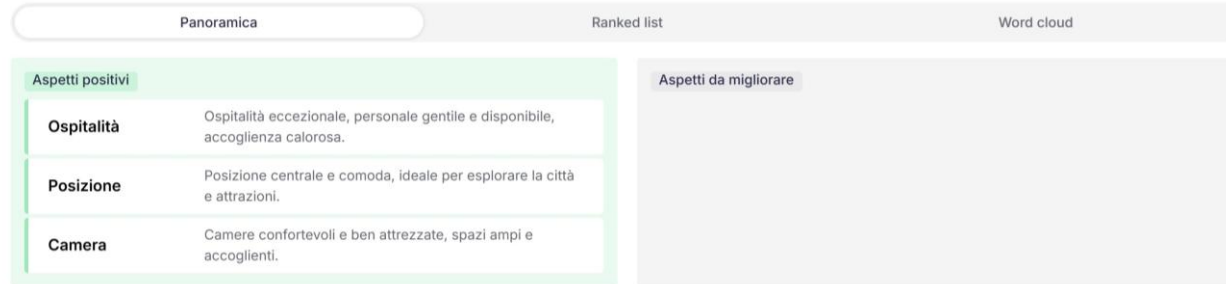 Panoramica
Ranked list
Word cloud
Aspetti positivi
Ospitalità
Ospitalità eccezionale, personale gentile e disponibile,
accoglienza calorosa.
Posizione
Posizione centrale e comoda, ideale per esplorare la città
e attrazioni.
Camera
Camere confortevoli e ben attrezzate, spazi ampi e
accoglienti.
Aspetti da migliorare